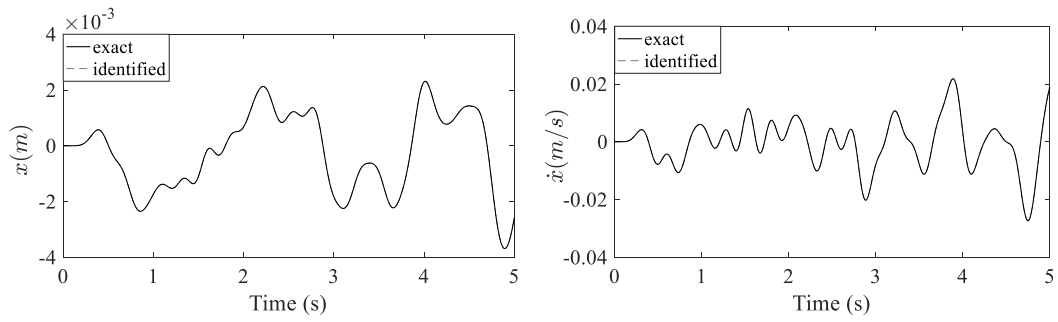 ×10⁻³
4
2
0
-2
-4
x(m)
exact
identified
0 1 2 3 4 5
Time (s)
0.04
0.02
0
-0.02
-0.04
ẋ(m/s)
exact
identified
0 1 2 3 4 5
Time (s)